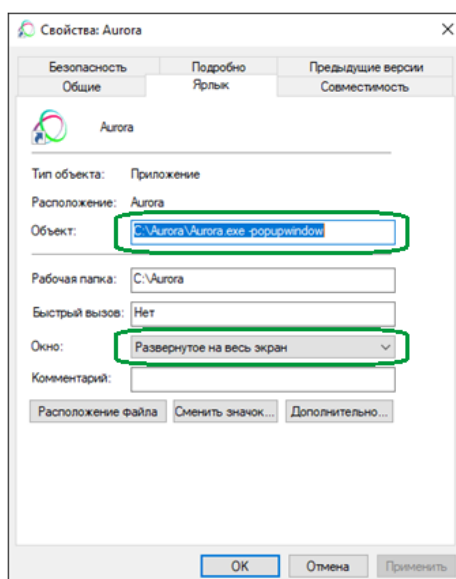 Свойства: Aurora
Безопасность Подробно Предыдущие версии
Общие Ярлык Совместимость
Aurora
Тип объекта: Приложение
Расположение: Aurora
Объект: C:\Aurora\Aurora.exe -popupwindow
Рабочая папка: C:\Aurora
Быстрый вызов: Нет
Окно: Развернутое на весь экран
Комментарий:
Расположение файла Сменить значок... Дополнительно...
ОК Отмена Применить